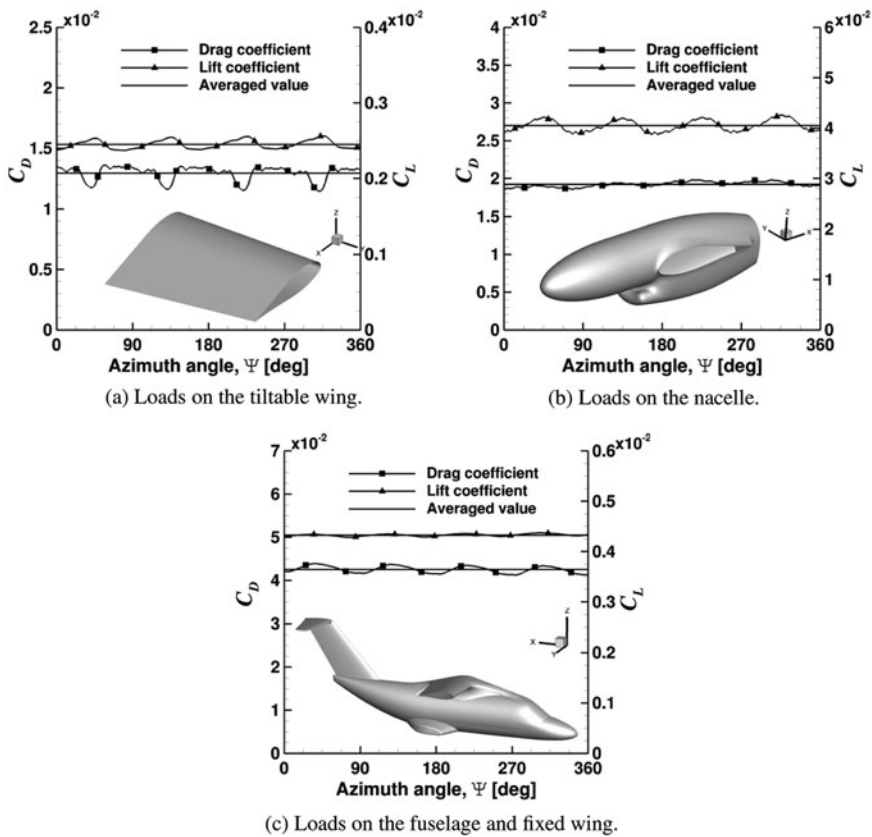 x10⁻² x10⁻²
2.5 0.4
Drag coefficient
Lift coefficient
Averaged value
2 0.3
1.5
C_D C_L
0.2
1
0.5 0.1
Z X Y
0 0
0 90 180 270 360
Azimuth angle, Ψ [deg]
(a) Loads on the tiltable wing.
x10⁻² x10⁻²
4 6
Drag coefficient
Lift coefficient
Averaged value
3.5 5
3
2.5 4
2 3
C_D C_L
1.5 2
1
0.5 1
Z Y X
0 0
0 90 180 270 360
Azimuth angle, Ψ [deg]
(b) Loads on the nacelle.
x10⁻² x10⁻²
7 0.6
Drag coefficient
Lift coefficient
Averaged value
6 0.5
5 0.4
4
C_D C_L
0.3
3
0.2
2
1 0.1
Z X Y
0 0
0 90 180 270 360
Azimuth angle, Ψ [deg]
(c) Loads on the fuselage and fixed wing.